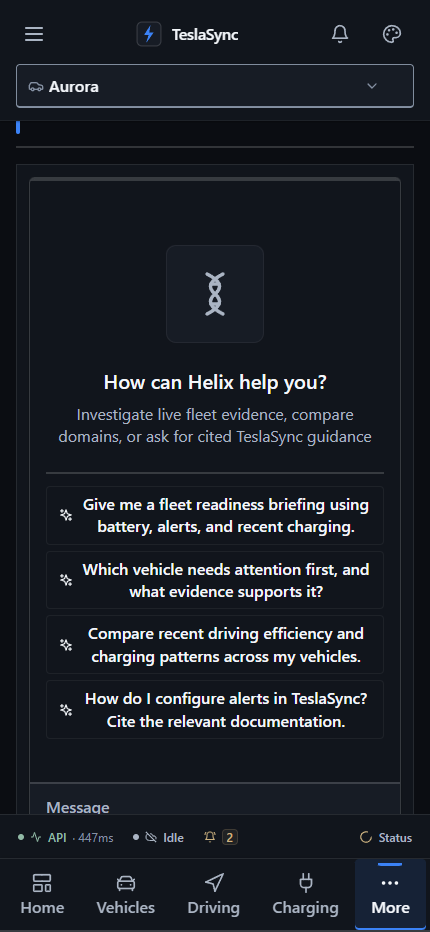 TeslaSync
Aurora
How can Helix help you?
Investigate live fleet evidence, compare
domains, or ask for cited TeslaSync guidance
Give me a fleet readiness briefing using
battery, alerts, and recent charging.
Which vehicle needs attention first, and
what evidence supports it?
Compare recent driving efficiency and
charging patterns across my vehicles.
How do I configure alerts in TeslaSync?
Cite the relevant documentation.
Message
API · 447ms Idle 2 Status
Home Vehicles Driving Charging More